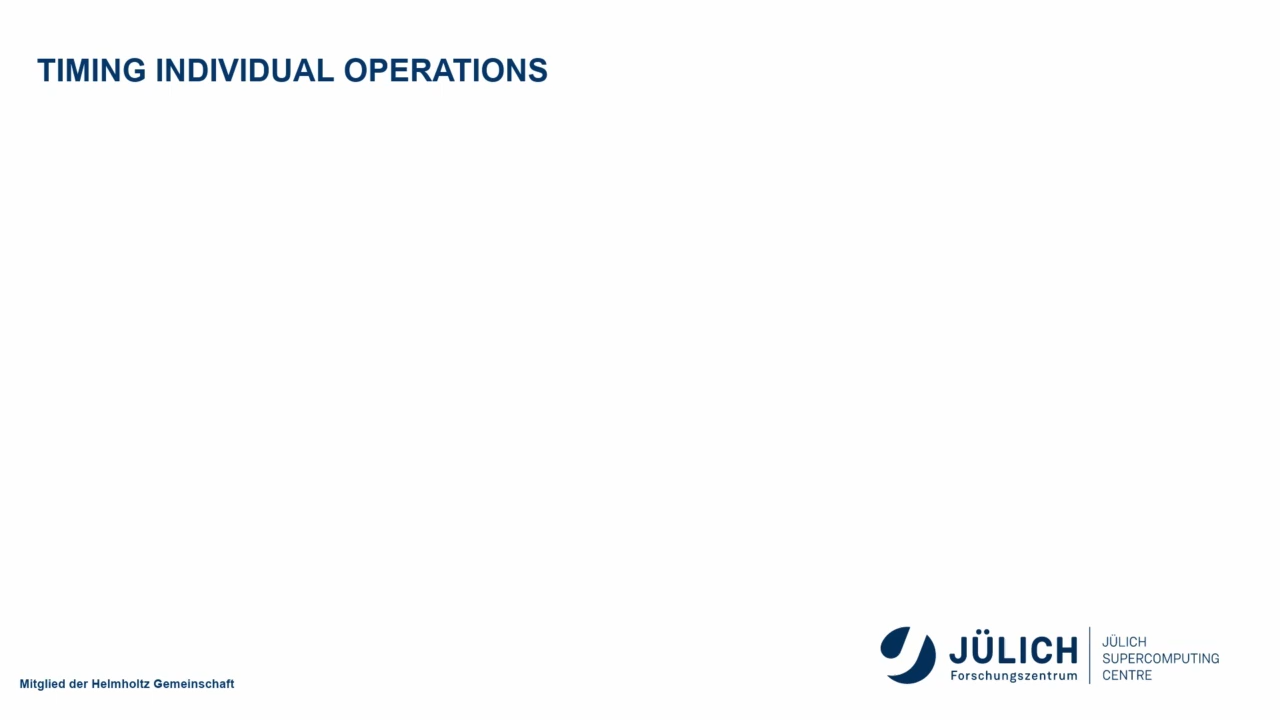 TIMING INDIVIDUAL OPERATIONS
JÜLICH
Forschungszentrum
JÜLICH
SUPERCOMPUTING
CENTRE
Mitglied der Helmholtz Gemeinschaft